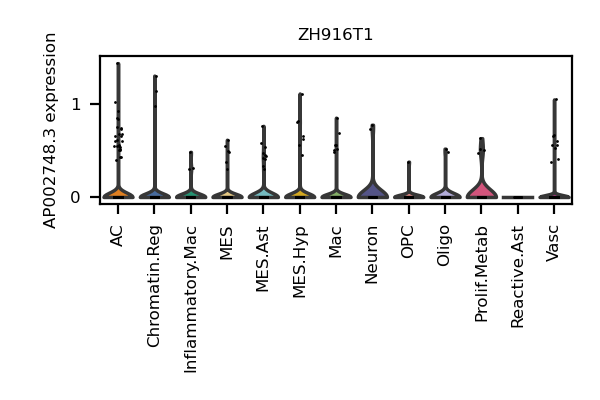 ZH916T1
AP002748.3 expression
1
0
AC
Chromatin.Reg
Inflammatory.Mac
MES
MES.Ast
MES.Hyp
Mac
Neuron
OPC
Oligo
Prolif.Metab
Reactive.Ast
Vasc